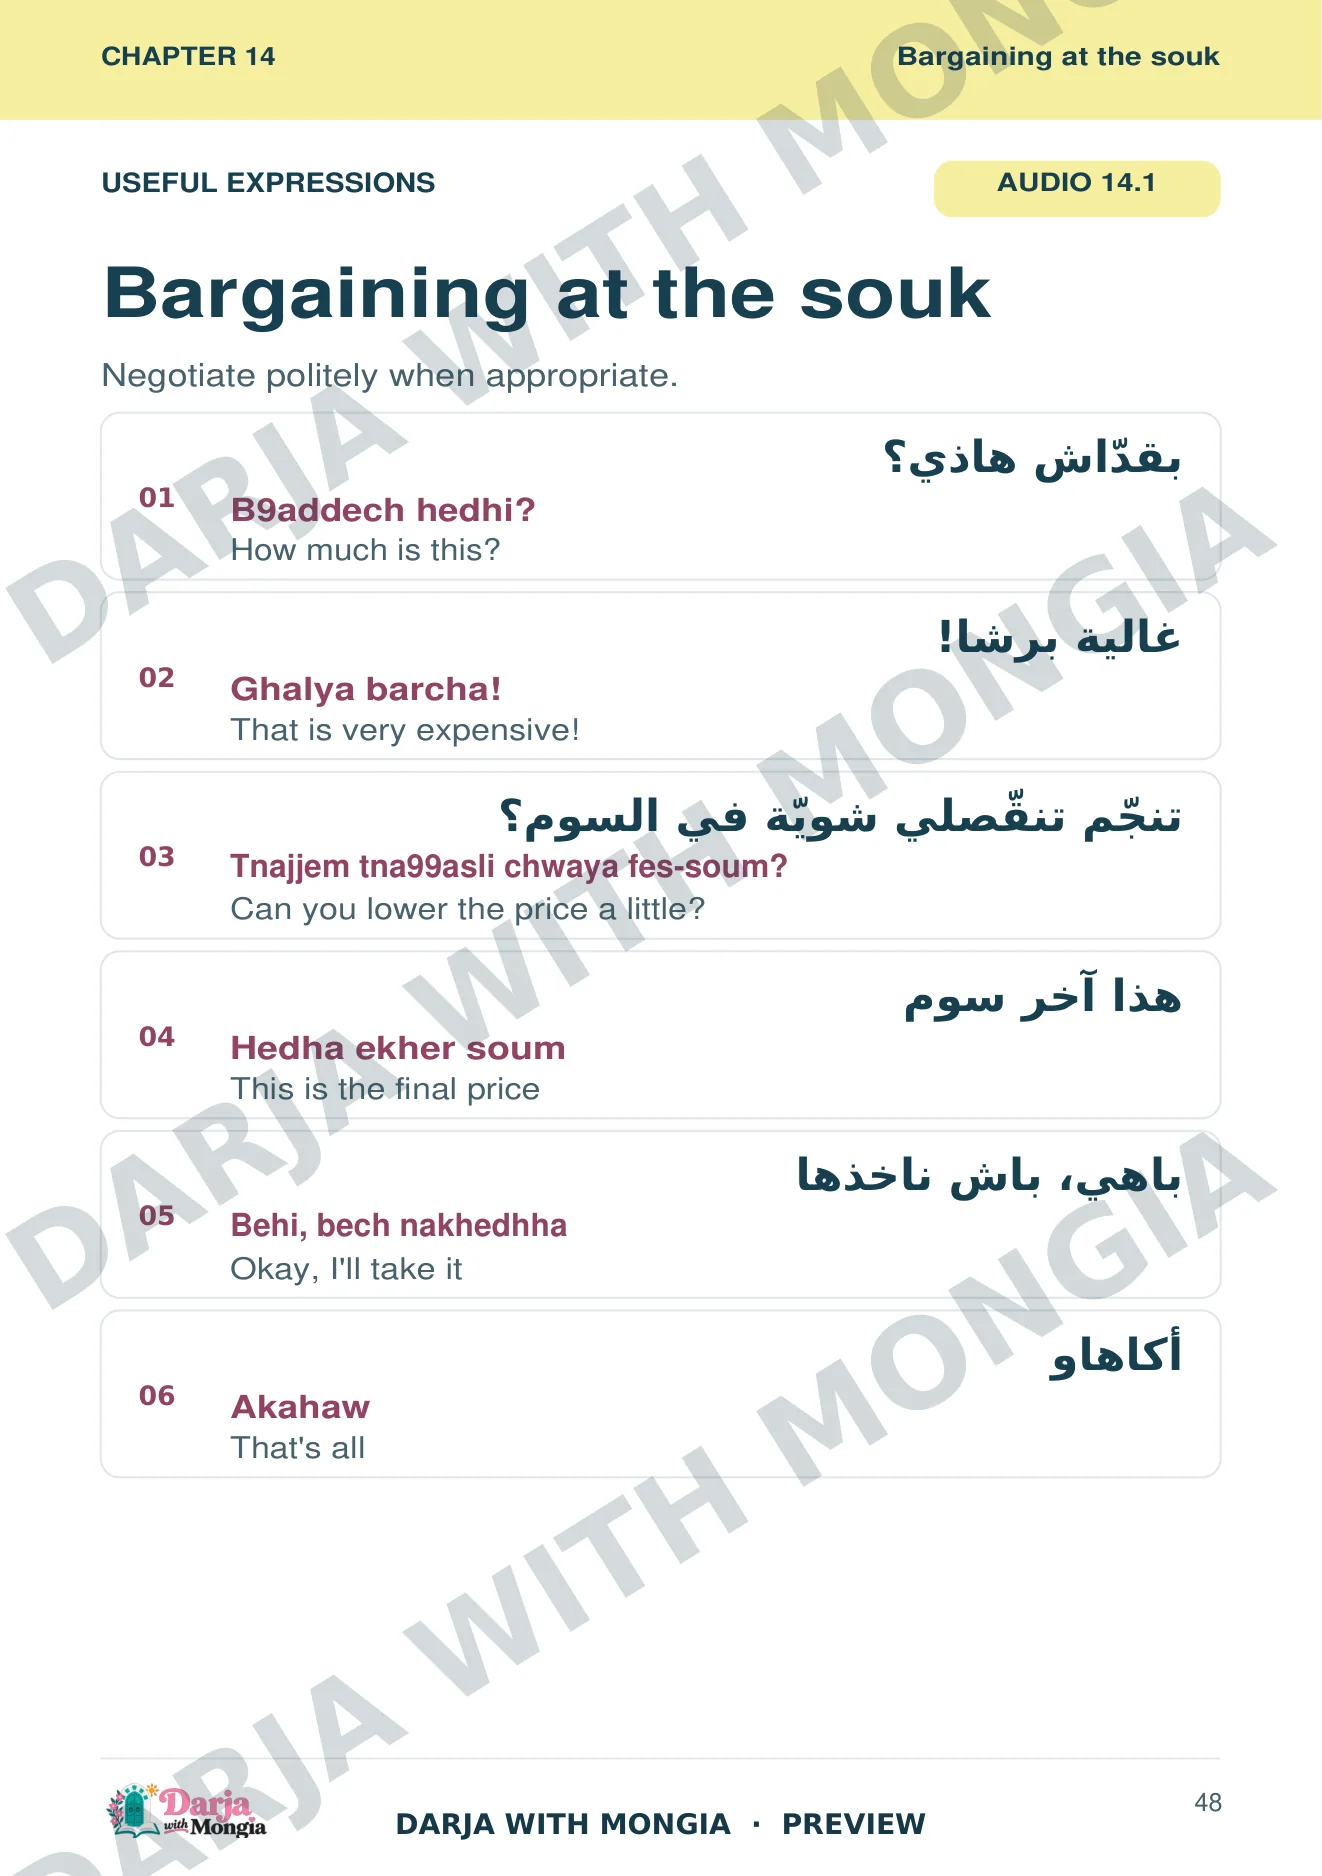 CHAPTER 14
Bargaining at the souk
USEFUL EXPRESSIONS
AUDIO 14.1
Bargaining at the souk
Negotiate politely when appropriate.
بقدّاش هاذي؟
01
B9addech hedhi?
How much is this?
غالية برشا!
02
Ghalya barcha!
That is very expensive!
تنجّم تنقّصلي شويّة في السوم؟
03
Tnajjem tna99asli chwaya fes-soum?
Can you lower the price a little?
هذا آخر سوم
04
Hedha ekher soum
This is the final price
باهي، باش ناخذها
05
Behi, bech nakhedhha
Okay, I'll take it
أكاهاو
06
Akahaw
That's all
Darja
with Mongia
DARJA WITH MONGIA · PREVIEW
48
DARJA WITH MONGIA
DARJA WITH MONGIA
DARJA WITH MONGIA